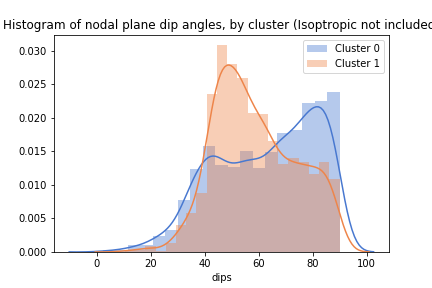 Histogram of nodal plane dip angles, by cluster (Isoptropic not included
Cluster 0
Cluster 1
0.030
0.025
0.020
0.015
0.010
0.005
0.000
0 20 40 60 80 100
dips